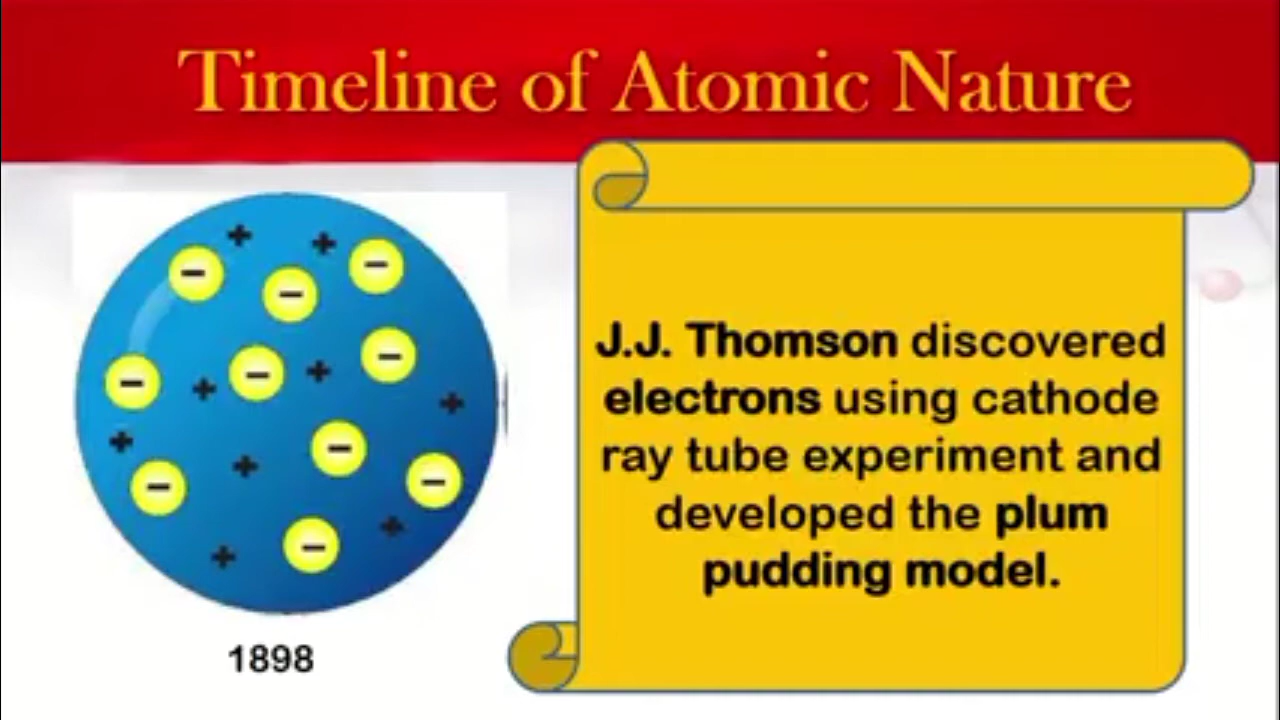 Timeline of Atomic Nature
J.J. Thomson discovered
electrons using cathode
ray tube experiment and
developed the plum
pudding model.
1898